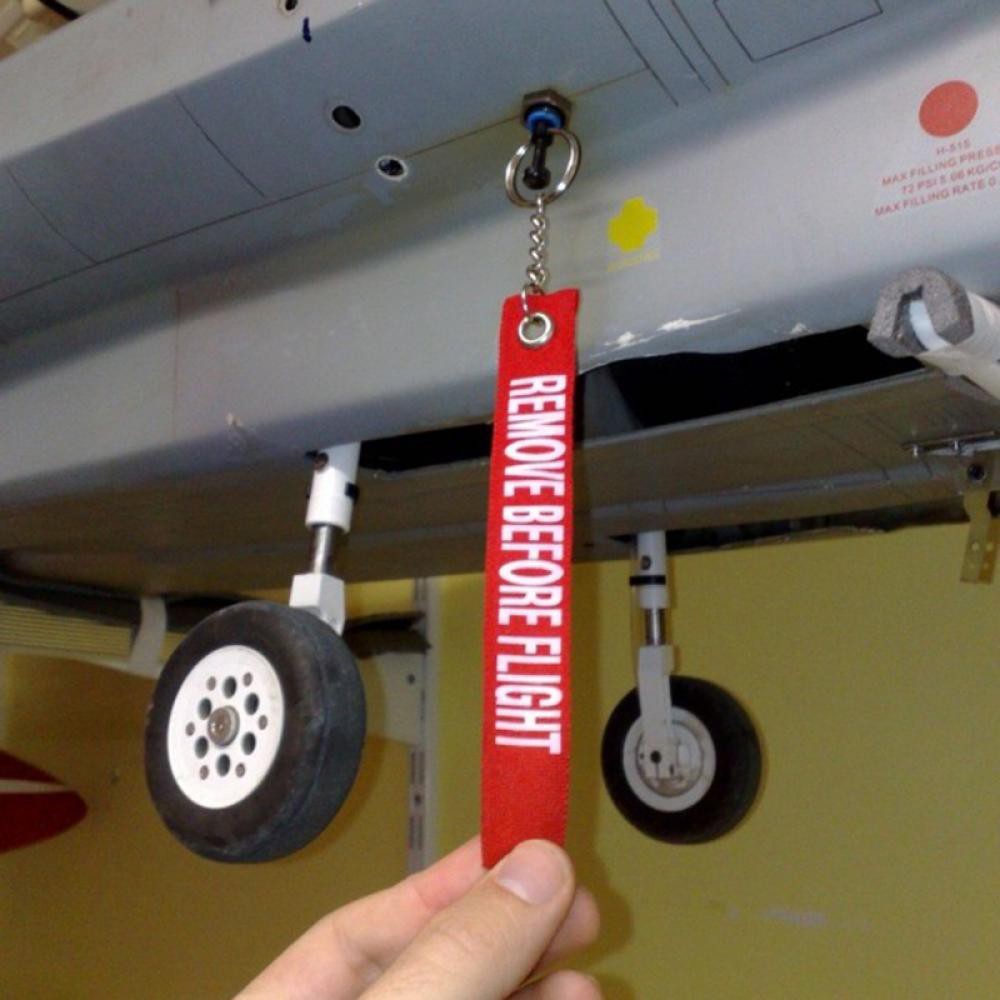 REMOVE BEFORE FLIGHT
H-515
MAX FILLING PRESS
72 PSI 5.06 KG/C
MAX FILLING RATE 0.